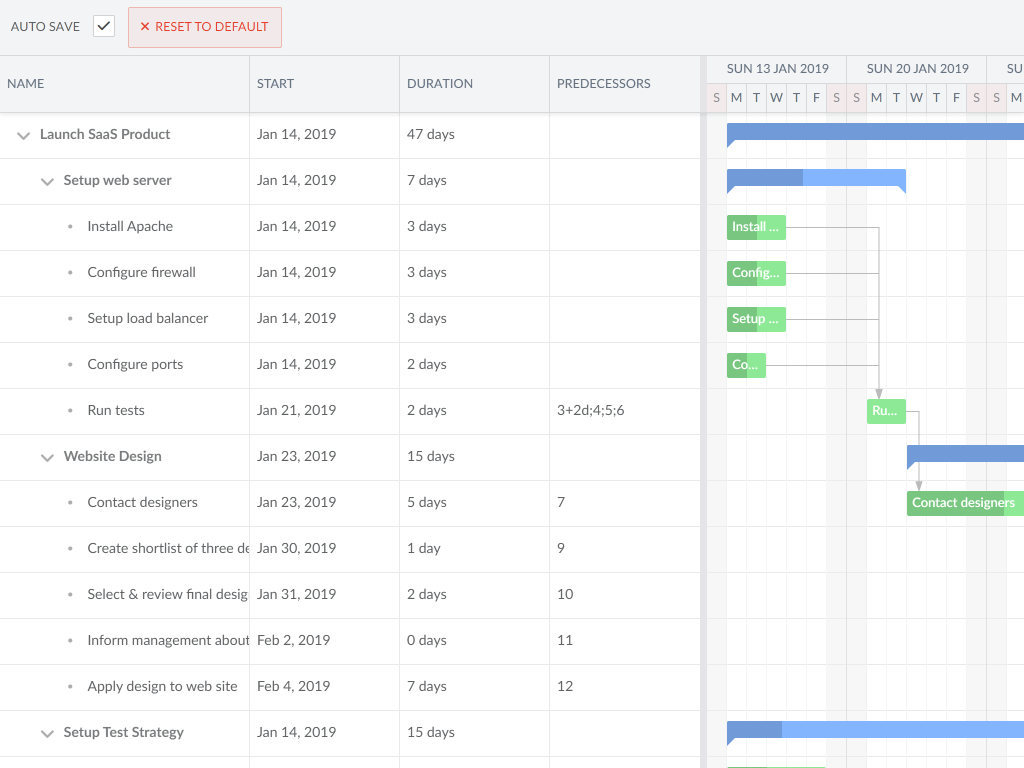 AUTO SAVE RESET TO DEFAULT
NAME START DURATION PREDECESSORS SUN 13 JAN 2019 SUN 20 JAN 2019 SU
S M T W T F S S M T W T F S S M
Launch SaaS Product Jan 14, 2019 47 days
Setup web server Jan 14, 2019 7 days
Install Apache Jan 14, 2019 3 days Install ...
Configure firewall Jan 14, 2019 3 days Config...
Setup load balancer Jan 14, 2019 3 days Setup ...
Configure ports Jan 14, 2019 2 days Co...
Run tests Jan 21, 2019 2 days 3+2d;4;5;6 Ru...
Website Design Jan 23, 2019 15 days
Contact designers Jan 23, 2019 5 days 7 Contact designers
Create shortlist of three de Jan 30, 2019 1 day 9
Select & review final desig Jan 31, 2019 2 days 10
Inform management about Feb 2, 2019 0 days 11
Apply design to web site Feb 4, 2019 7 days 12
Setup Test Strategy Jan 14, 2019 15 days